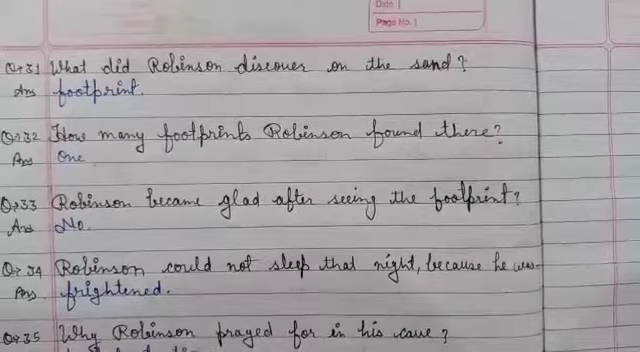 Date
Page No.
Q→31 What did Robinson discover on the sand?
Ans footprint.
Q→32 How many footprints Robinson found there?
Ans One
Q→33 Robinson became glad after seeing the footprint?
Ans No.
Q→34 Robinson could not sleep that night, because he was
Ans frightened.
Q→35 Why Robinson prayed for in his cave?